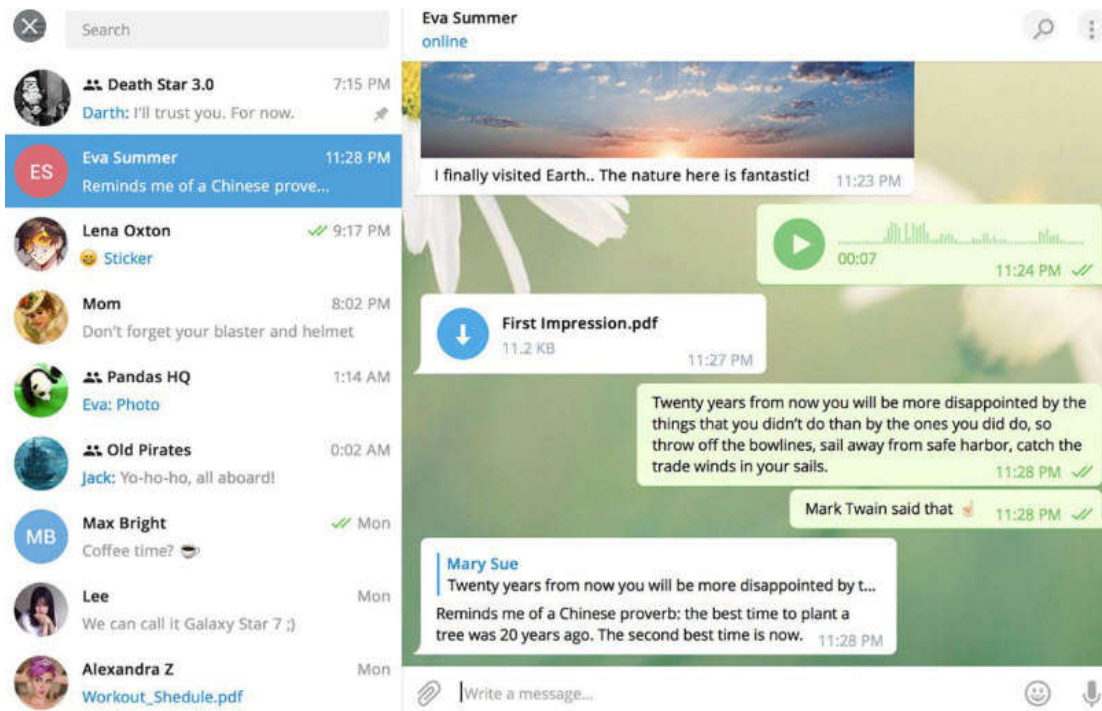 Search
Death Star 3.0 7:15 PM
Darth: I'll trust you. For now.
ES
Eva Summer 11:28 PM
Reminds me of a Chinese prove...
Lena Oxton 9:17 PM
😄 Sticker
Mom 8:02 PM
Don't forget your blaster and helmet
Pandas HQ 1:14 AM
Eva: Photo
Old Pirates 0:02 AM
Jack: Yo-ho-ho, all aboard!
MB
Max Bright Mon
Coffee time? ☕
Lee Mon
We can call it Galaxy Star 7 ;)
Alexandra Z Mon
Workout_Shedule.pdf
Eva Summer
online
I finally visited Earth.. The nature here is fantastic! 11:23 PM
00:07
11:24 PM
First Impression.pdf
11.2 KB
11:27 PM
Twenty years from now you will be more disappointed by the
things that you didn't do than by the ones you did do, so
throw off the bowlines, sail away from safe harbor, catch the
trade winds in your sails. 11:28 PM
Mark Twain said that ☝ 11:28 PM
Mary Sue
Twenty years from now you will be more disappointed by t...
Reminds me of a Chinese proverb: the best time to plant a
tree was 20 years ago. The second best time is now. 11:28 PM
Write a message...